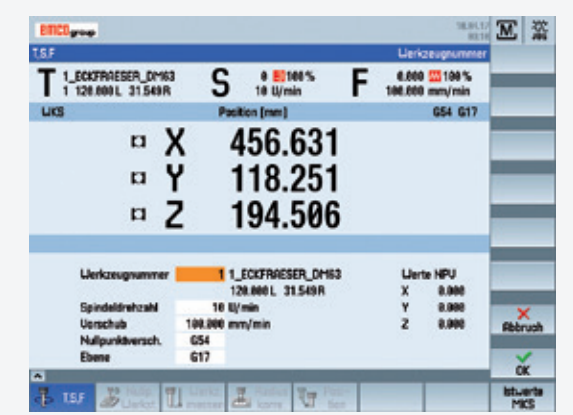 EMCO group
T,S,F Werkzeugnummer
T 1_ECKFRAESER_DM63 S 0 100% F 0.000 100%
1 120.000L 31.549R 10 U/min 100.000 mm/min
WKS Position [mm] G54 G17
X 456.631
Y 118.251
Z 194.506
Werkzeugnummer 1 1_ECKFRAESER_DM63 Werte NPV
120.000L 31.549R X 0.000
Spindeldrehzahl 10 U/min Y 0.000
Vorschub 100.000 mm/min Z 0.000
Nullpunktversch. G54
Ebene G17
Abbruch
OK
T,S,F
Istwerte
MKS
M
JOG